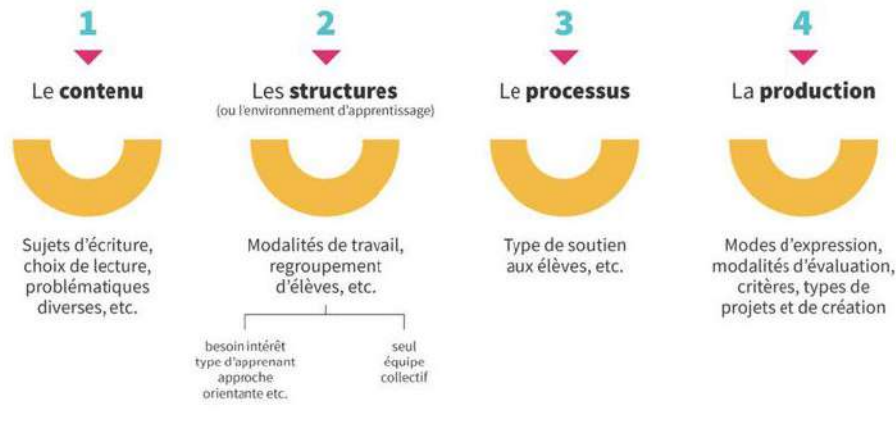 1
Le contenu
Sujets d'écriture,
choix de lecture,
problématiques
diverses, etc.
2
Les structures
(ou l'environnement d'apprentissage)
Modalités de travail,
regroupement
d'élèves, etc.
besoin intérêt
type d'apprenant
approche
orientante etc.
seul
équipe
collectif
3
Le processus
Type de soutien
aux élèves, etc.
4
La production
Modes d'expression,
modalités d'évaluation,
critères, types de
projets et de création